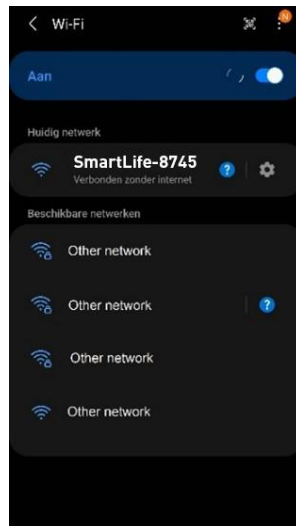 Wi-Fi
N
Aan
Huidig netwerk
SmartLife-8745
Verbonden zonder internet
Beschikbare netwerken
Other network
Other network
Other network
Other network